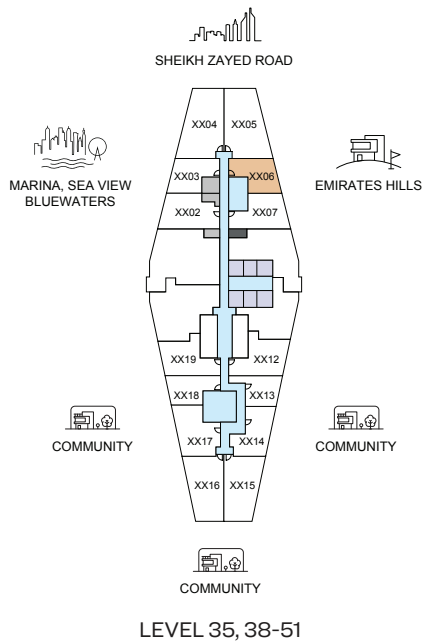 SHEIKH ZAYED ROAD
XX04
XX05
MARINA, SEA VIEW
BLUEWATERS
XX03
XX06
EMIRATES HILLS
XX02
XX07
XX19
XX12
XX18
XX13
COMMUNITY
COMMUNITY
XX17
XX14
XX16
XX15
COMMUNITY
LEVEL 35, 38-51